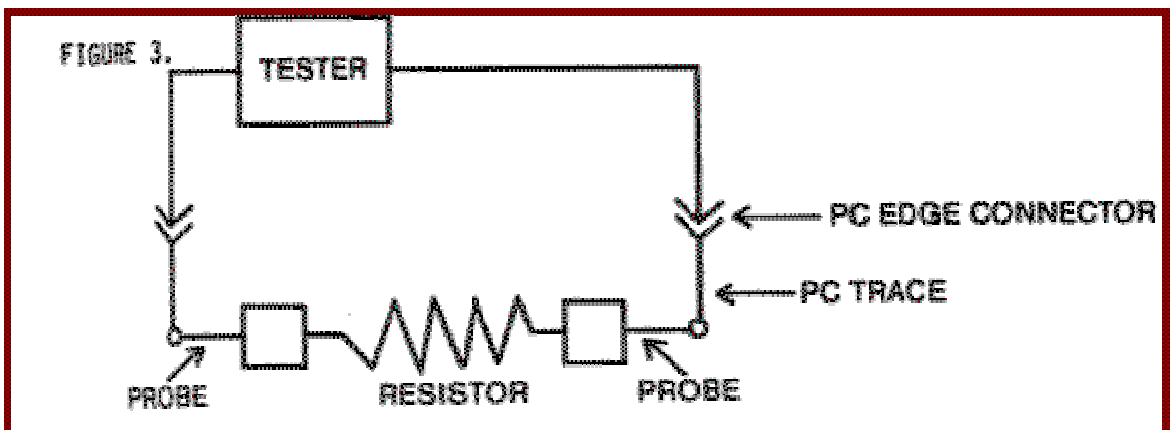 FIGURE 3.
TESTER
PC EDGE CONNECTOR
PC TRACE
PROBE
RESISTOR
PROBE